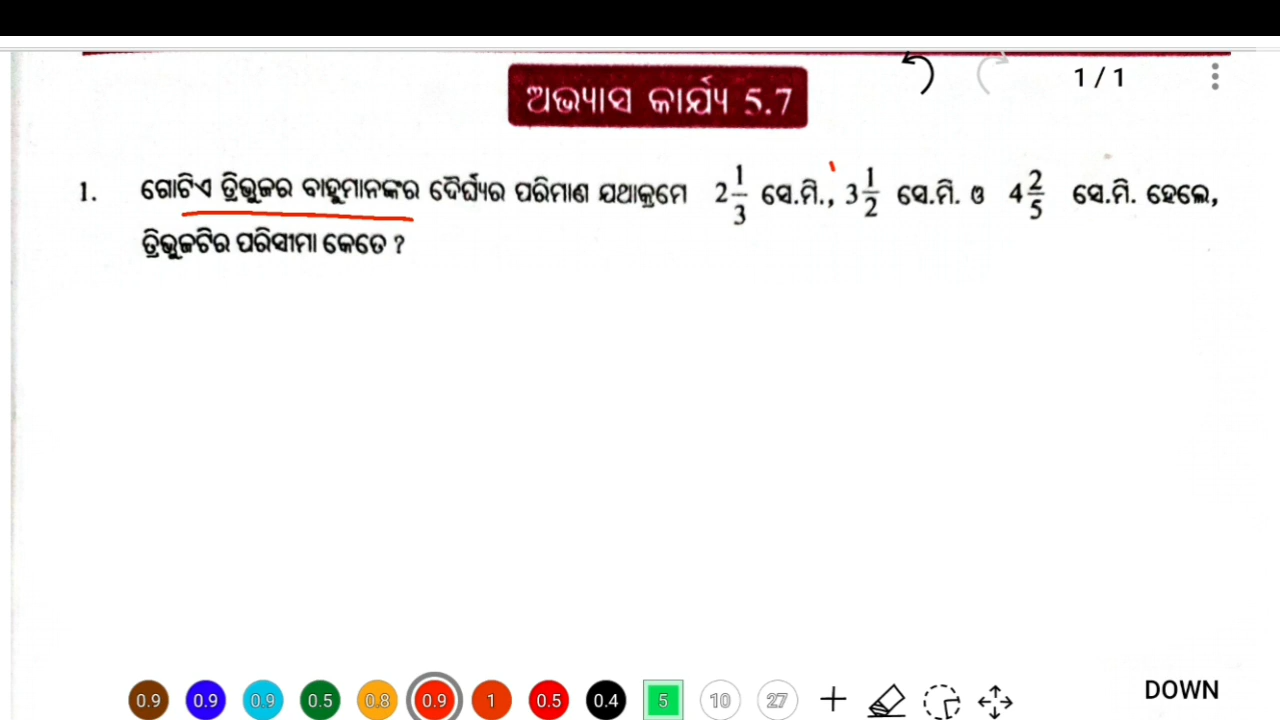 ଅଭ୍ୟାସ କାର୍ଯ୍ୟ 5.7
1 / 1
1. ଗୋଟିଏ ତ୍ରିଭୁଜର ବାହୁମାନଙ୍କର ଦୈର୍ଘ୍ୟର ପରିମାଣ ଯଥାକ୍ରମେ 2 1/3 ସେ.ମି., 3 1/2 ସେ.ମି. ଓ 4 2/5 ସେ.ମି. ହେଲେ,
ତ୍ରିଭୁଜଟିର ପରିସୀମା କେତେ ?
0.9 0.9 0.9 0.5 0.8 0.9 1 0.5 0.4 5 10 27 DOWN